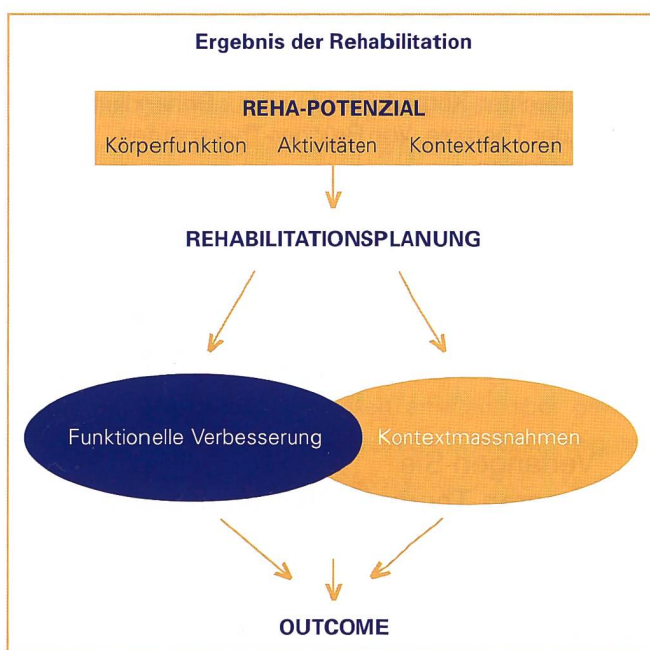 Ergebnis der Rehabilitation
REHA-POTENZIAL
Körperfunktion Aktivitäten Kontextfaktoren
REHABILITATIONSPLANUNG
Funktionelle Verbesserung Kontextmassnahmen
OUTCOME